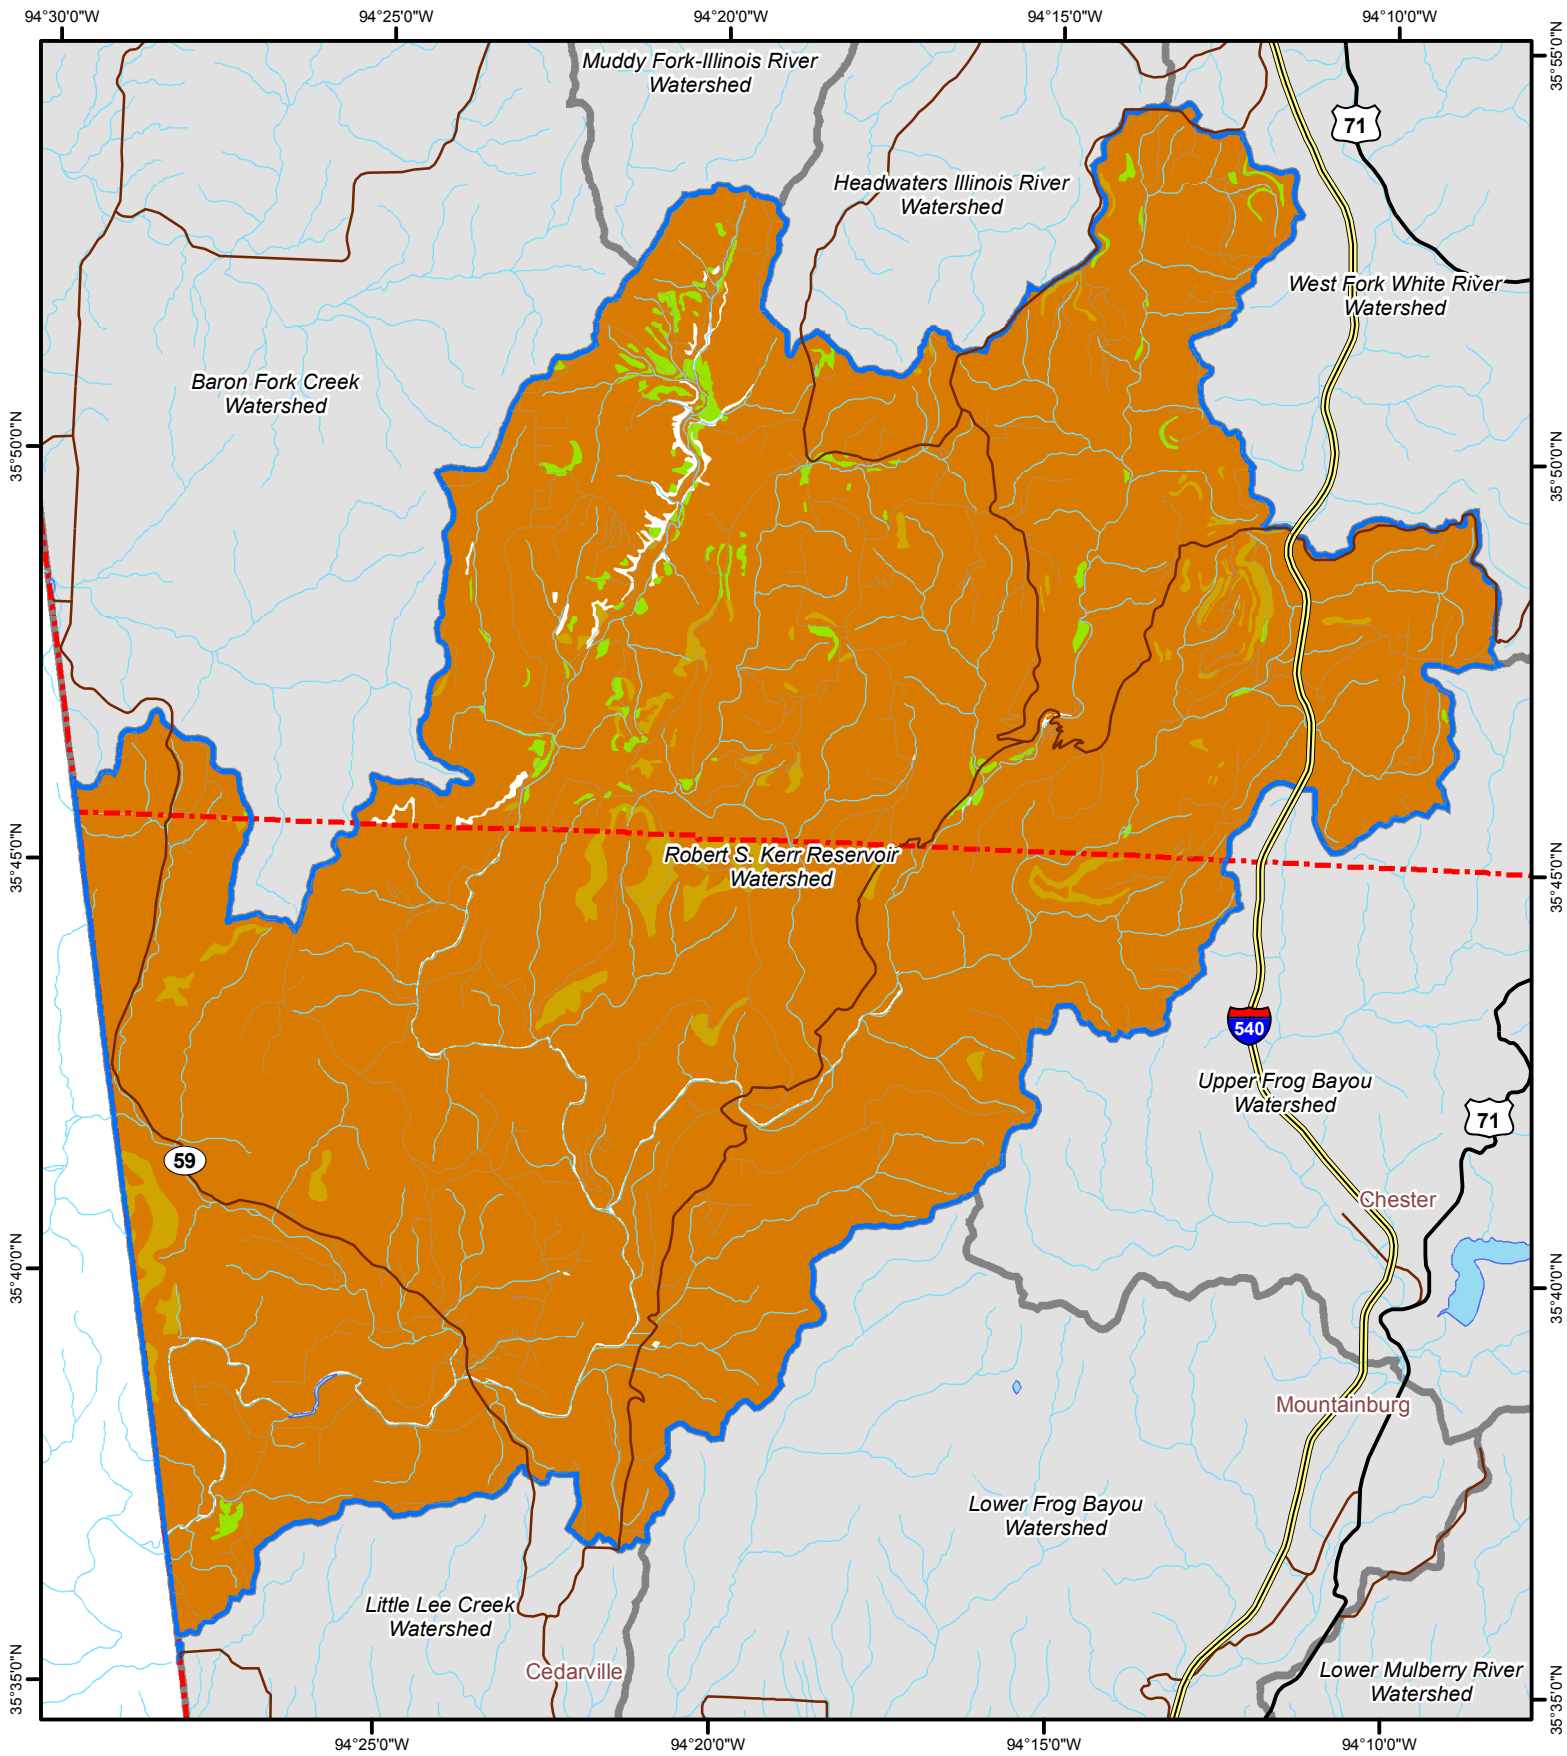 94°30'0"W
94°25'0"W
94°20'0"W
94°15'0"W
94°10'0"W
35°55'0"N
Muddy Fork-Illinois River
Watershed
71
Headwaters Illinois River
Watershed
West Fork White River
Watershed
Baron Fork Creek
Watershed
35°50'0"N
35°50'0"N
Robert S. Kerr Reservoir
Watershed
35°45'0"N
35°45'0"N
540
Upper Frog Bayou
Watershed
71
59
Chester
35°40'0"N
35°40'0"N
Mountainburg
Lower Frog Bayou
Watershed
Little Lee Creek
Watershed
Cedarville
Lower Mulberry River
Watershed
35°35'0"N
35°35'0"N
94°25'0"W
94°20'0"W
94°15'0"W
94°10'0"W